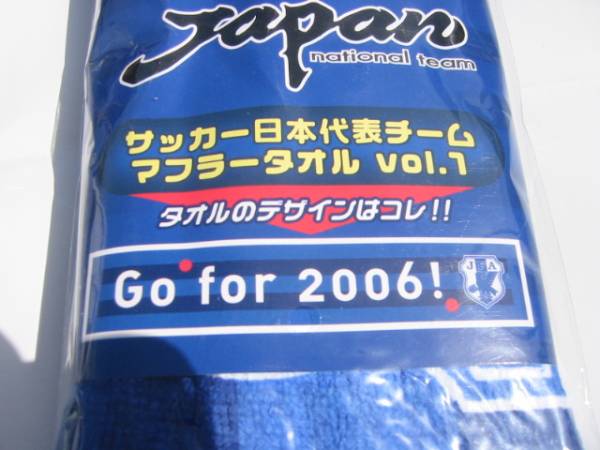 Japan
national team
サッカー日本代表チーム
マフラータオル vol.1
タオルのデザインはコレ!!
Go for 2006!
JFA